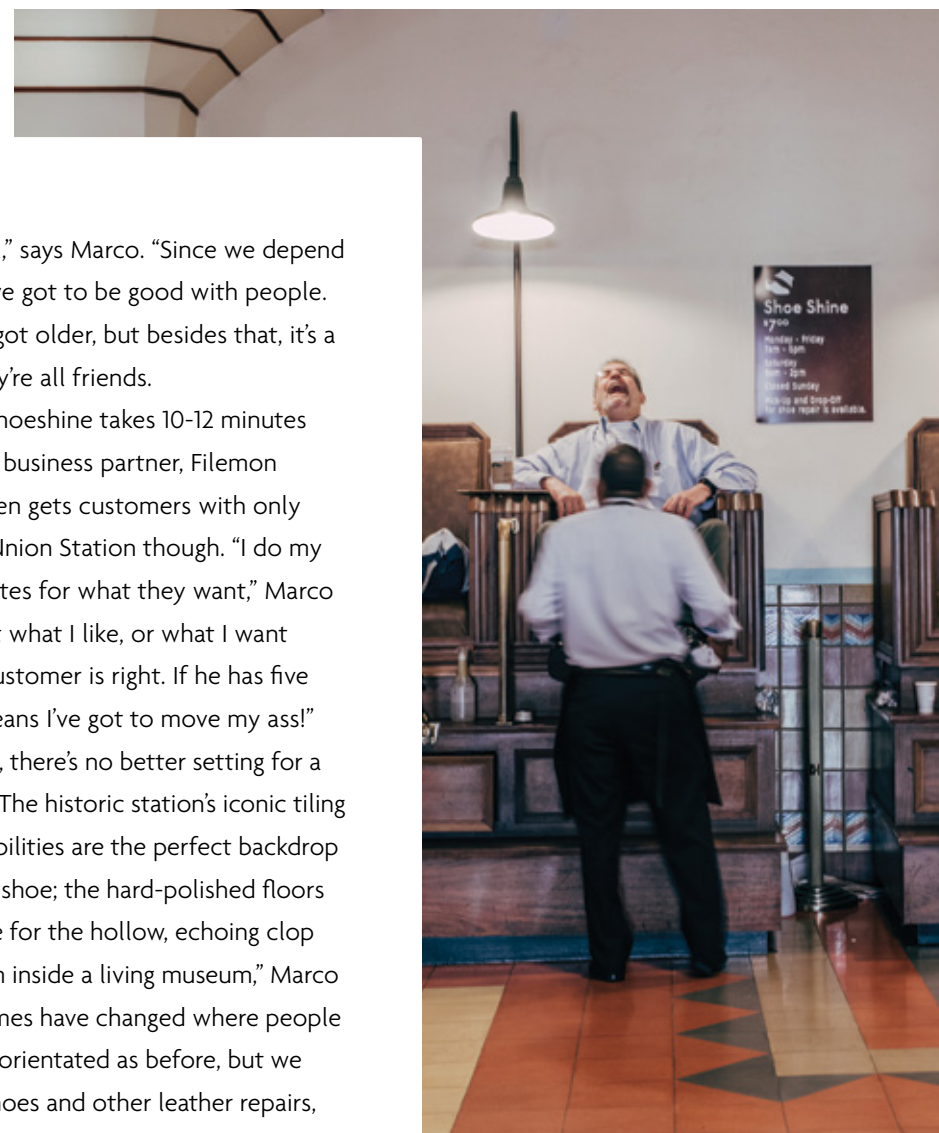 ,” says Marco. “Since we depend
ve got to be good with people.
got older, but besides that, it’s a
y’re all friends.
hoeshine takes 10-12 minutes
business partner, Filemon
en gets customers with only
Union Station though. “I do my
tes for what they want,” Marco
t what I like, or what I want
ustomer is right. If he has five
eans I’ve got to move my ass!”
, there’s no better setting for a
The historic station’s iconic tiling
bilities are the perfect backdrop
shoe; the hard-polished floors
e for the hollow, echoing clop
n inside a living museum,” Marco
mes have changed where people
orientated as before, but we
hoes and other leather repairs,
Shoe Shine
$7⁰⁰
Monday - Friday
7am - 6pm
Saturday
- 2pm
Closed Sunday
Pick-Up and Drop-Off
for shoe repair is available.